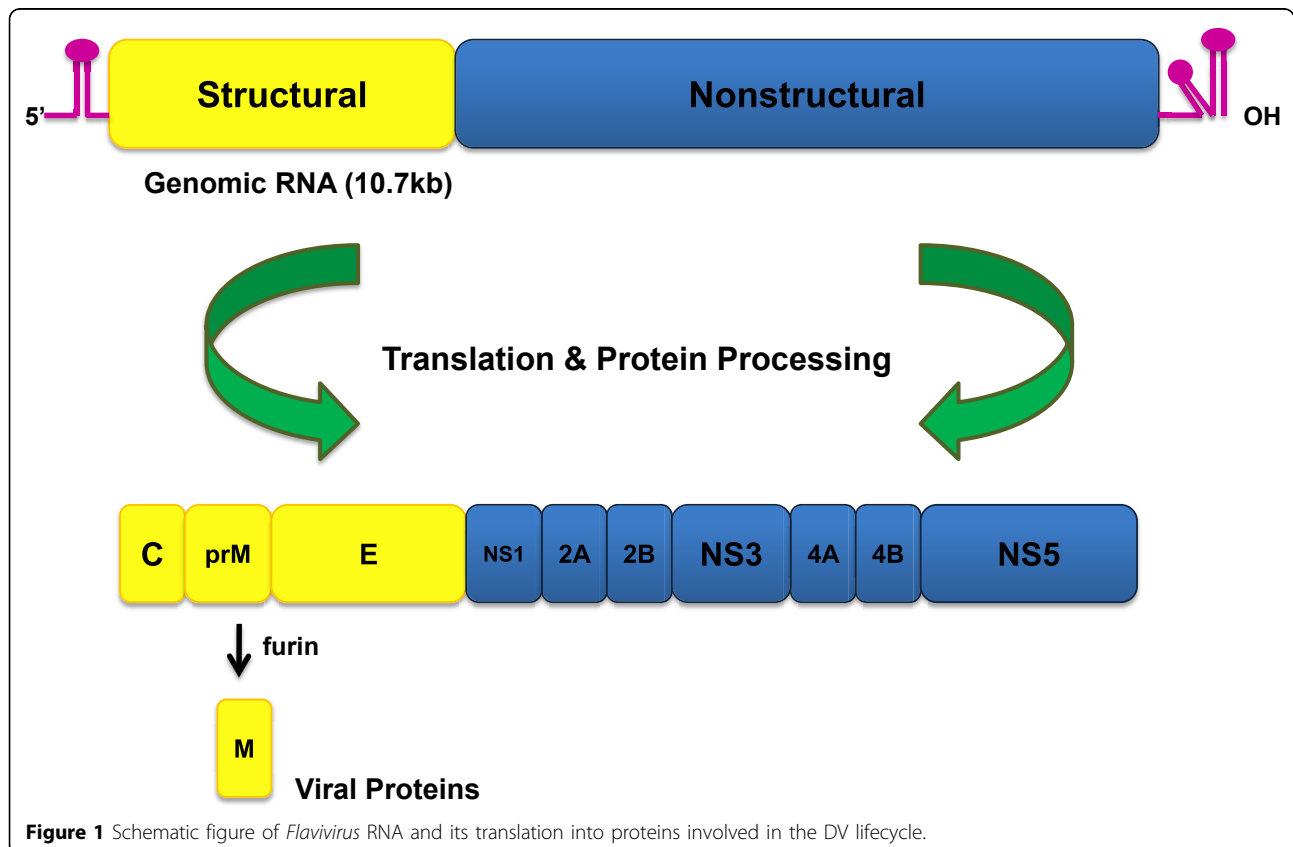 Structural
Nonstructural
5’
OH
Genomic RNA (10.7kb)
Translation & Protein Processing
C prM E NS1 2A 2B NS3 4A 4B NS5
furin
M
Viral Proteins
Figure 1 Schematic figure of Flavivirus RNA and its translation into proteins involved in the DV lifecycle.